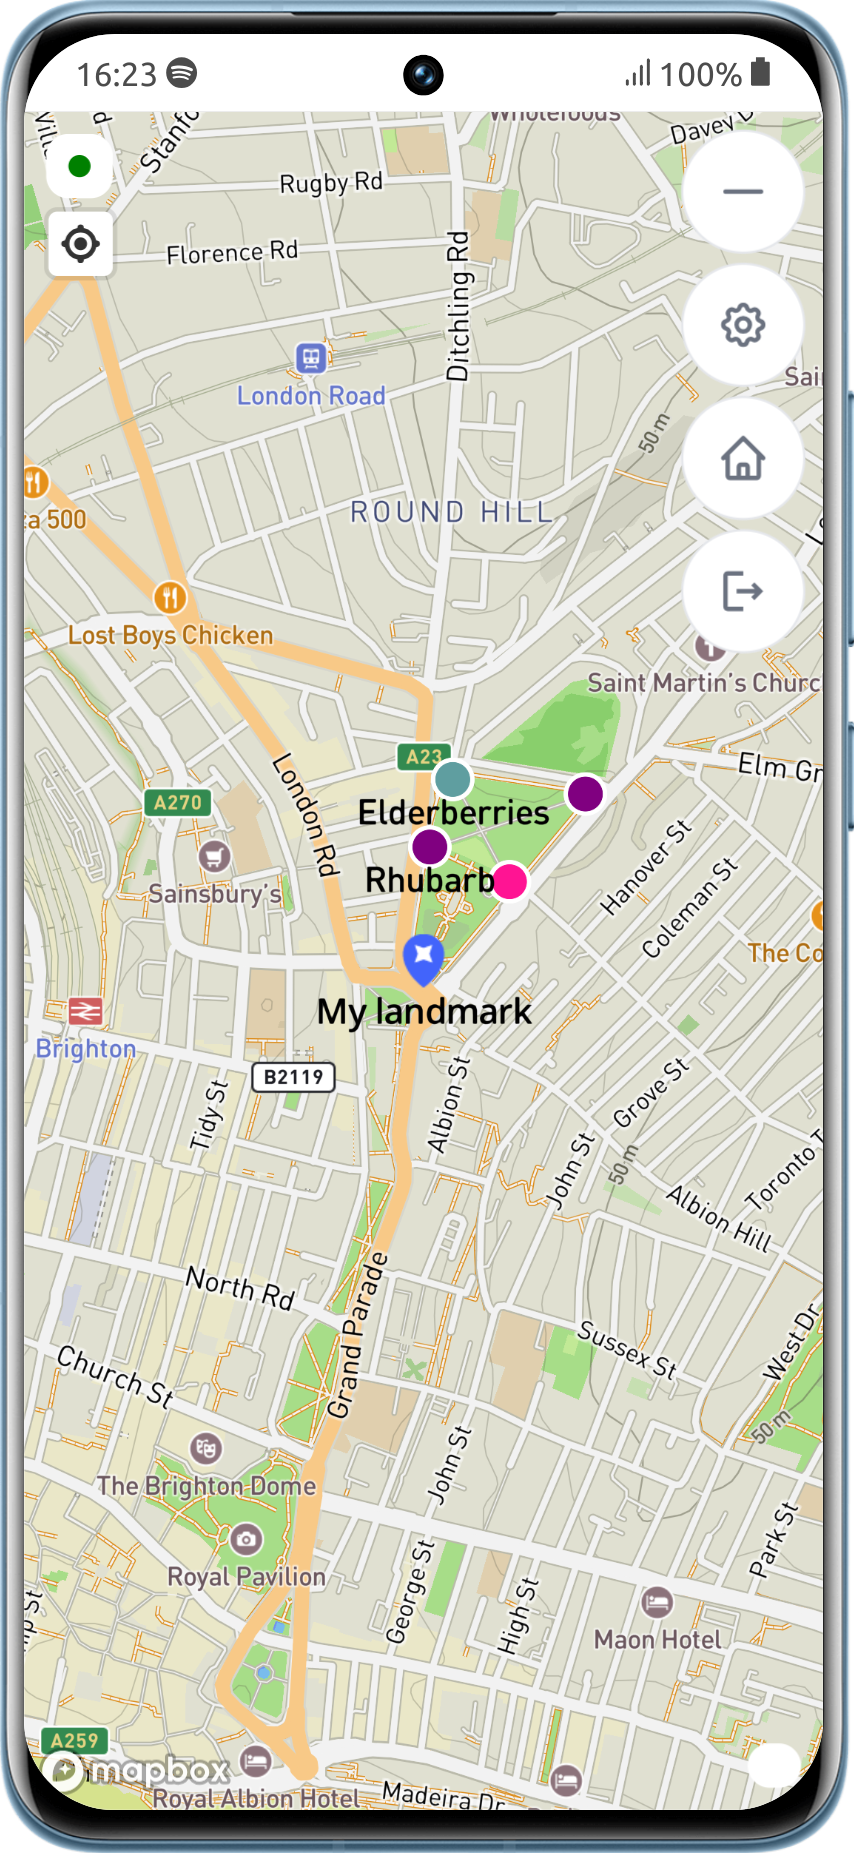 16:23
100%
Wholefoods
Davey D
Stanfo
Rugby Rd
Florence Rd
Ditchling Rd
London Road
Sai
50 m
ROUND HILL
ca 500
Lost Boys Chicken
Saint Martin's Churc
A23
Elm Gr
A270
London Rd
Elderberries
Hanover St
Sainsbury's
Rhubarb
Coleman St
The Co
My landmark
Brighton
B2119
Tidy St
Albion St
Grove St
John St
50 m
Toronto T
Albion Hill
North Rd
Grand Parade
Sussex St
West Dr
Church St
50 m
The Brighton Dome
John St
Royal Pavilion
George St
High St
Park St
Maon Hotel
A259
mapbox
Royal Albion Hotel
Madeira Dr